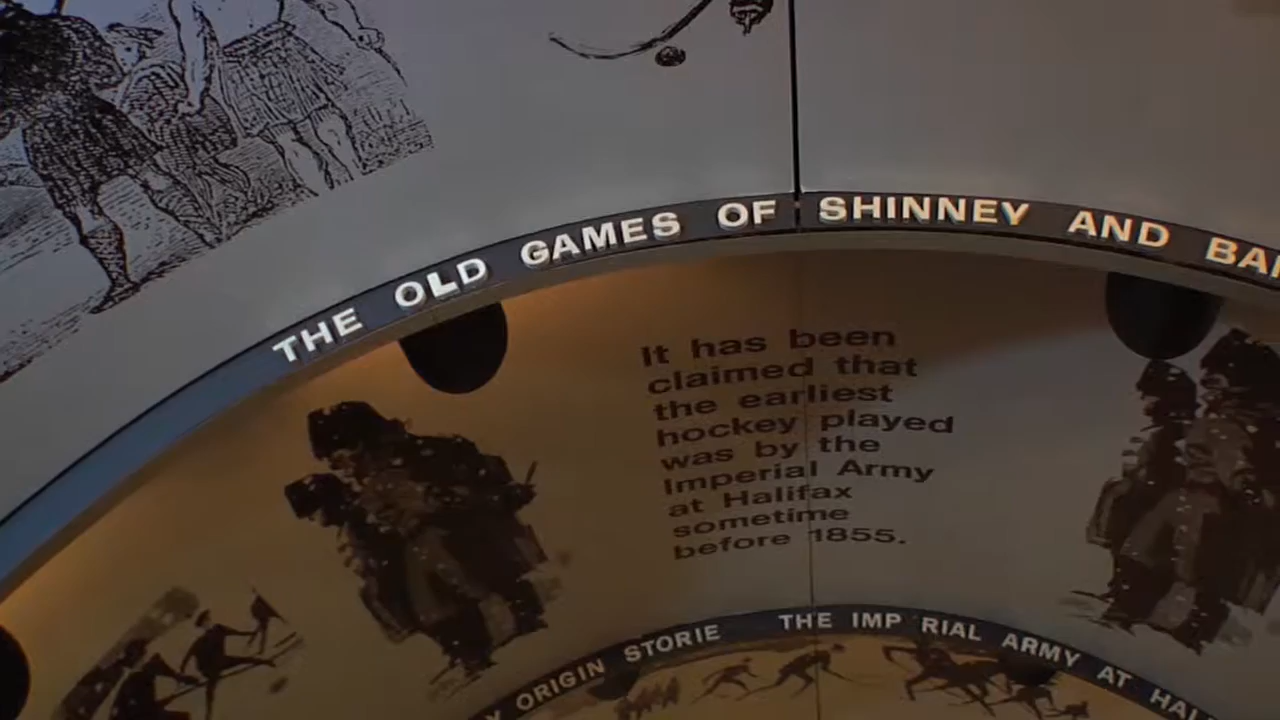 THE OLD GAMES OF SHINNEY AND
It has been
claimed that
the earliest
hockey played
was by the
Imperial Army
at Halifax
sometime
before 1855.
ORIGIN STORIE THE IMP RIAL ARMY AT